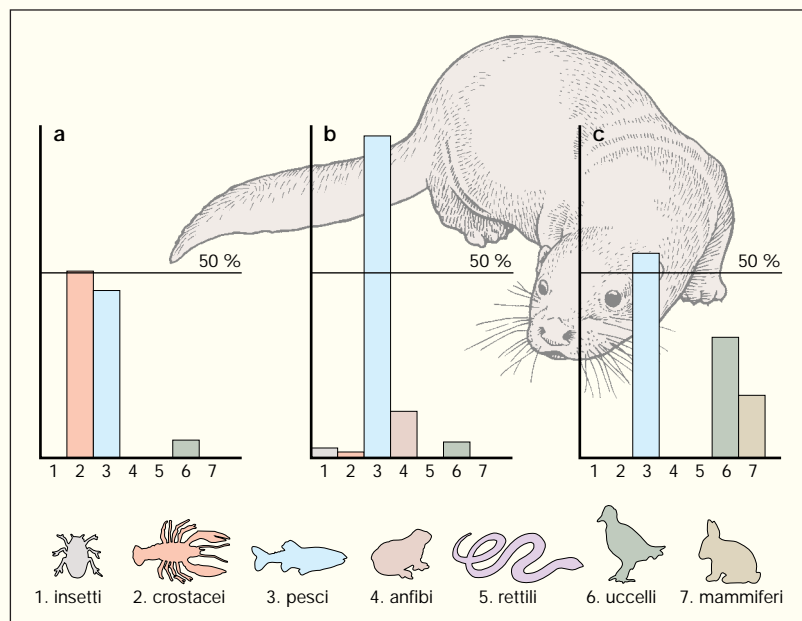 a
b
c
50 %
50 %
50 %
1 2 3 4 5 6 7
1 2 3 4 5 6 7
1 2 3 4 5 6 7
1. insetti
2. crostacei
3. pesci
4. anfibi
5. rettili
6. uccelli
7. mammiferi